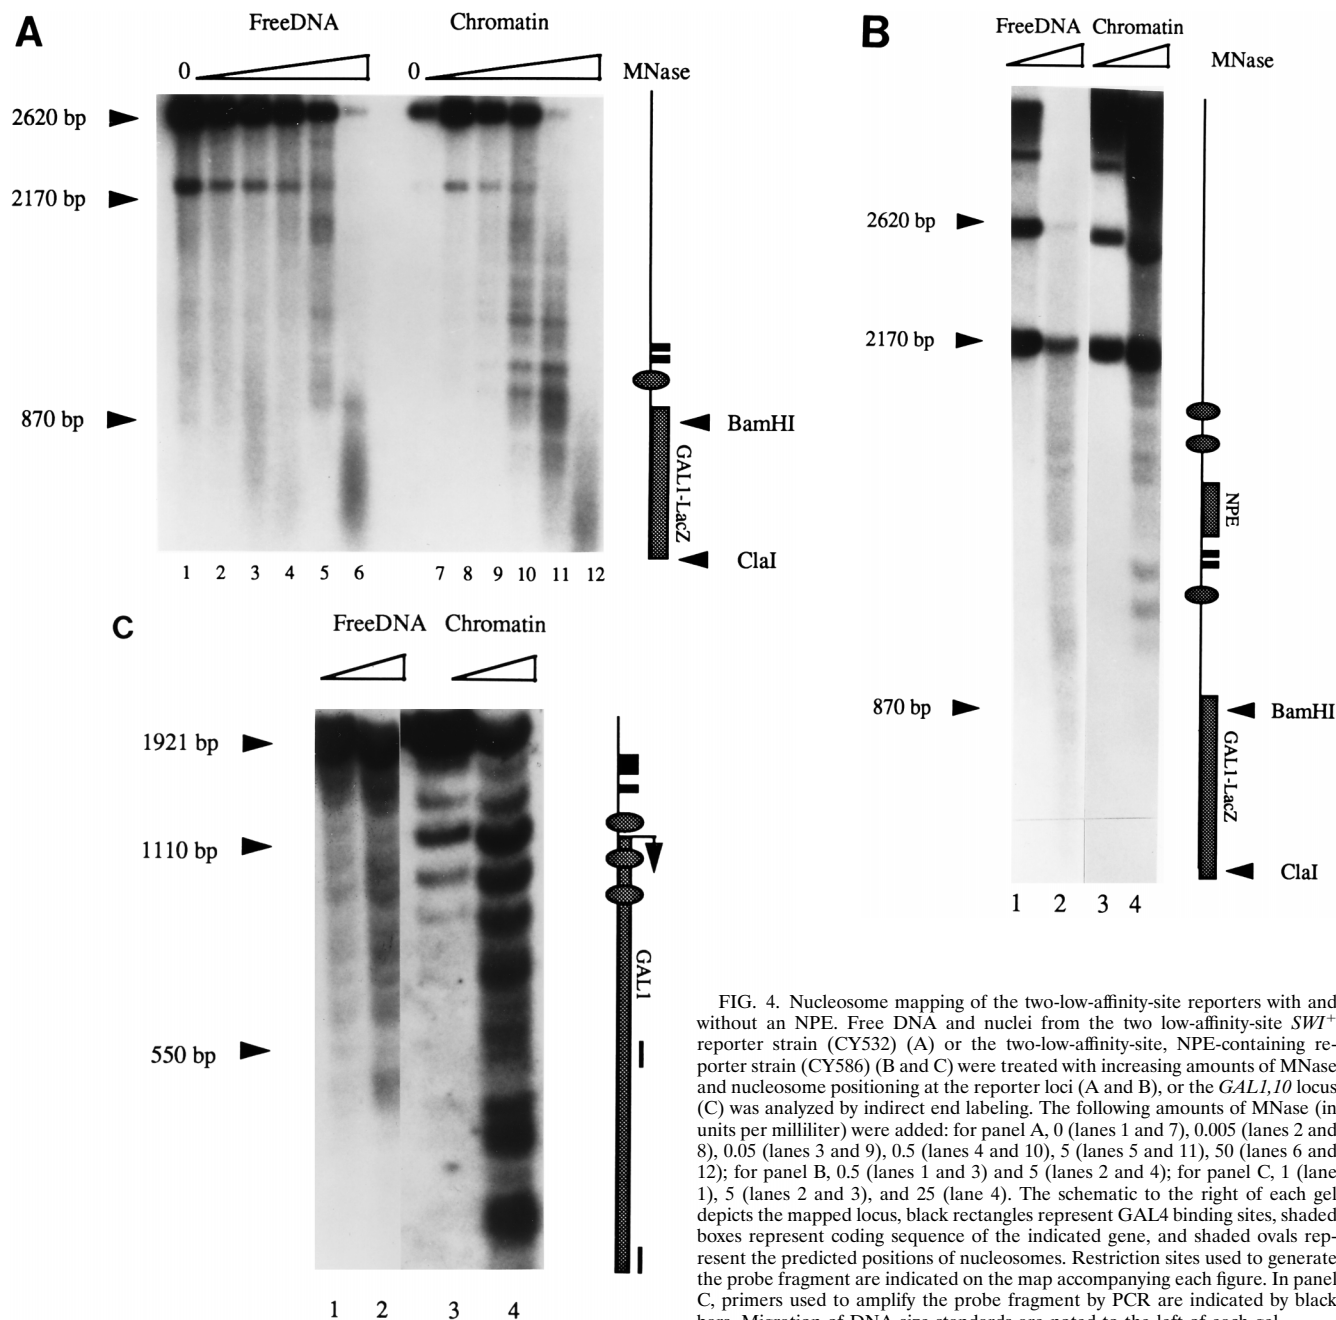 A
FreeDNA
Chromatin
0
0
MNase
2620 bp
2170 bp
870 bp
BamHI
GAL1-LacZ
ClaI
1 2 3 4 5 6 7 8 9 10 11 12
B
FreeDNA Chromatin
MNase
2620 bp
2170 bp
NPE
870 bp
BamHI
GAL1-LacZ
ClaI
1 2 3 4
C
FreeDNA Chromatin
1921 bp
1110 bp
GAL1
550 bp
1 2 3 4
FIG. 4. Nucleosome mapping of the two-low-affinity-site reporters with and
without an NPE. Free DNA and nuclei from the two low-affinity-site SWI+
reporter strain (CY532) (A) or the two-low-affinity-site, NPE-containing re-
porter strain (CY586) (B and C) were treated with increasing amounts of MNase
and nucleosome positioning at the reporter loci (A and B), or the GAL1,10 locus
(C) was analyzed by indirect end labeling. The following amounts of MNase (in
units per milliliter) were added: for panel A, 0 (lanes 1 and 7), 0.005 (lanes 2 and
8), 0.05 (lanes 3 and 9), 0.5 (lanes 4 and 10), 5 (lanes 5 and 11), 50 (lanes 6 and
12); for panel B, 0.5 (lanes 1 and 3) and 5 (lanes 2 and 4); for panel C, 1 (lane
1), 5 (lanes 2 and 3), and 25 (lane 4). The schematic to the right of each gel
depicts the mapped locus, black rectangles represent GAL4 binding sites, shaded
boxes represent coding sequence of the indicated gene, and shaded ovals rep-
resent the predicted positions of nucleosomes. Restriction sites used to generate
the probe fragment are indicated on the map accompanying each figure. In panel
C, primers used to amplify the probe fragment by PCR are indicated by black
bars. Migration of DNA size standards are noted to the left of each gel.